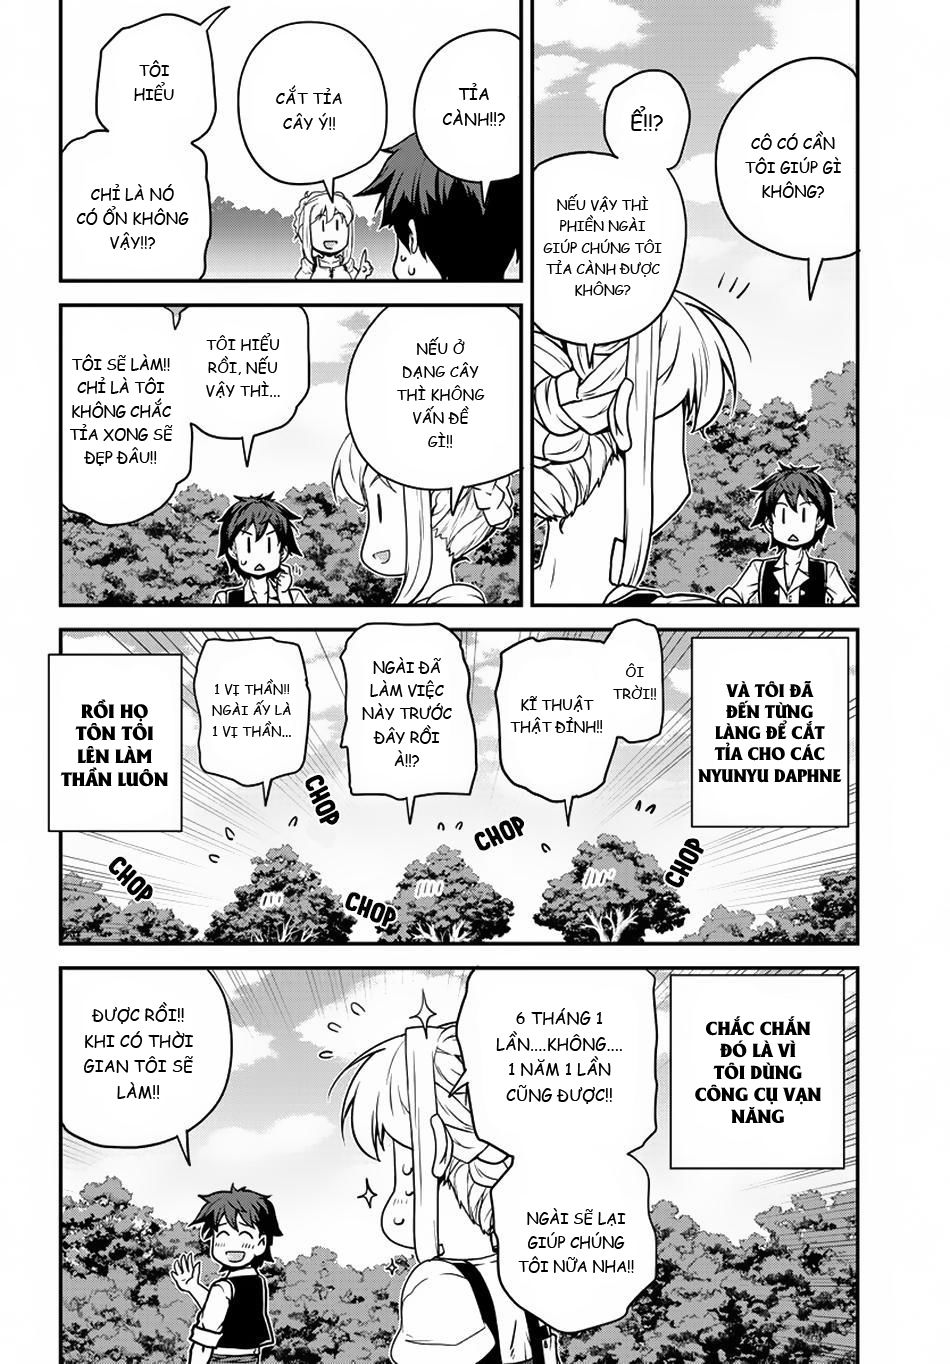 CÔ CÓ CẦN
TÔI GIÚP GÌ
KHÔNG?
Ể!!?
NẾU VẬY THÌ
PHIỀN NGÀI
GIÚP CHÚNG TÔI
TỈA CÀNH ĐƯỢC
KHÔNG?
TỈA
CÀNH!!?
CẮT TỈA
CÂY Ý!!
TÔI
HIỂU
CHỈ LÀ NÓ
CÓ ỔN KHÔNG
VẬY!!?
NẾU Ở
DẠNG CÂY
THÌ KHÔNG
VẤN ĐỀ
GÌ!!
TÔI HIỂU
RỒI, NẾU
VẬY THÌ...
TÔI SẼ LÀM!!
CHỈ LÀ TÔI
KHÔNG CHẮC
TỈA XONG SẼ
ĐẸP ĐÂU!!
VÀ TÔI ĐÃ
ĐẾN TỪNG
LÀNG ĐỂ CẮT
TỈA CHO CÁC
NYUNYU DAPHNE
ÔI
TRỜI!!
KĨ THUẬT
THẬT ĐỈNH!!
NGÀI ĐÃ
LÀM VIỆC
NÀY TRƯỚC
ĐÂY RỒI
À!!?
1 VỊ THẦN!!
NGÀI ẤY LÀ
1 VỊ THẦN...
RỒI HỌ
TÔN TÔI
LÊN LÀM
THẦN LUÔN
CHOP
CHOP
CHOP
CHOP
CHOP
CHẮC CHẮN
ĐÓ LÀ VÌ
TÔI DÙNG
CÔNG CỤ VẠN
NĂNG
6 THÁNG 1
LẦN....KHÔNG....
1 NĂM 1 LẦN
CŨNG ĐƯỢC!!
NGÀI SẼ LẠI
GIÚP CHÚNG
TÔI NỮA NHA!!
ĐƯỢC RỒI!!
KHI CÓ THỜI
GIAN TÔI SẼ
LÀM!!